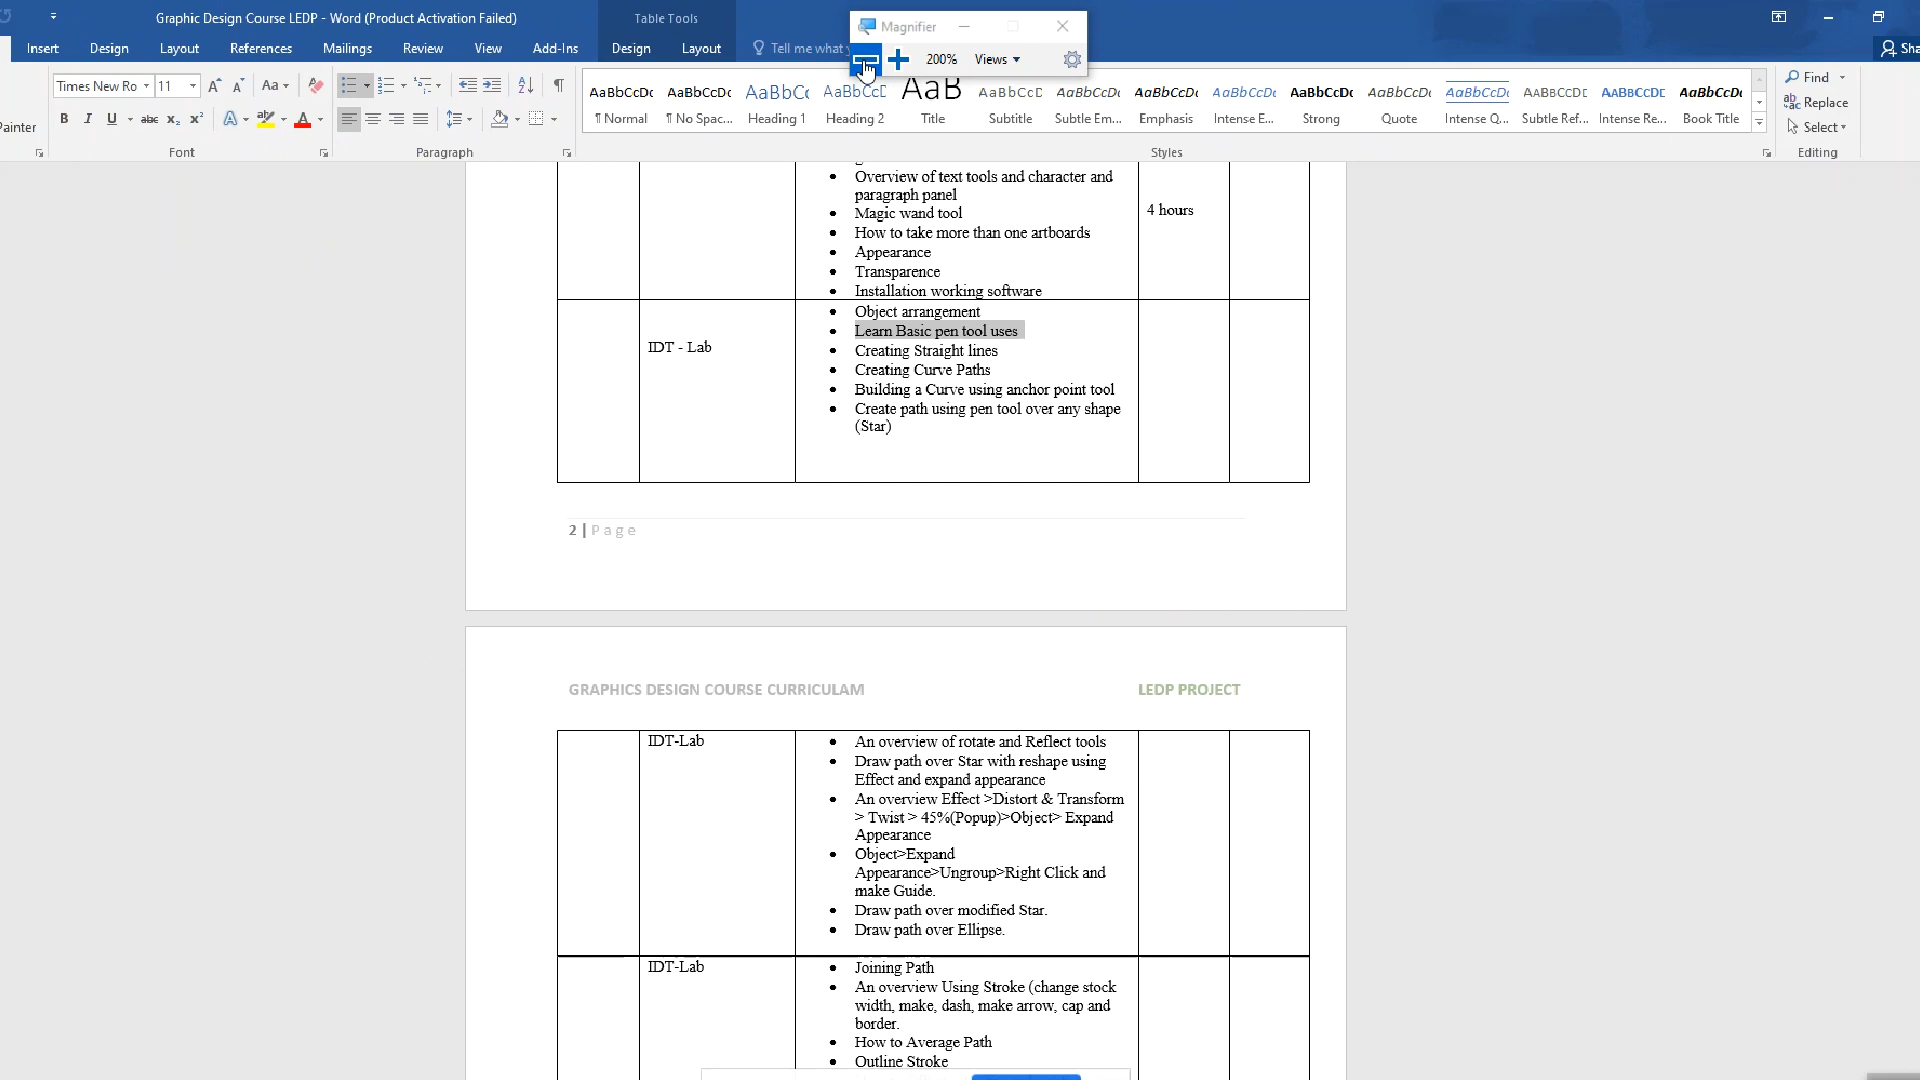 Graphic Design Course LEDP - Word (Product Activation Failed)
Table Tools
Magnifier
Insert Design Layout References Mailings Review View Add-Ins Design Layout Tell me what
200% Views
Times New Ro 11 Aa
AaBbCcDc AaBbCcDc AaBbCc AaBbCcD AaB AaBbCcD AaBbCcDc AaBbCcDc AaBbCcDc AaBbCcDc AaBbCcDc AaBbCcDc AABBCCDE AABBCCDE AaBbCcDc
¶ Normal ¶ No Spac... Heading 1 Heading 2 Title Subtitle Subtle Em... Emphasis Intense E... Strong Quote Intense Q... Subtle Ref... Intense Re... Book Title
Find
Replace
Select
B I U abc x₂ x² A A
Font Paragraph Styles Editing
Overview of text tools and character and
paragraph panel
4 hours
Magic wand tool
How to take more than one artboards
Appearance
Transparence
Installation working software
IDT - Lab
Object arrangement
Learn Basic pen tool uses
Creating Straight lines
Creating Curve Paths
Building a Curve using anchor point tool
Create path using pen tool over any shape
(Star)
2 | Page
GRAPHICS DESIGN COURSE CURRICULAM LEDP PROJECT
IDT-Lab
An overview of rotate and Reflect tools
Draw path over Star with reshape using
Effect and expand appearance
An overview Effect >Distort & Transform
> Twist > 45%(Popup)>Object> Expand
Appearance
Object>Expand
Appearance>Ungroup>Right Click and
make Guide.
Draw path over modified Star.
Draw path over Ellipse.
IDT-Lab
Joining Path
An overview Using Stroke (change stock
width, make, dash, make arrow, cap and
border.
How to Average Path
Outline Stroke